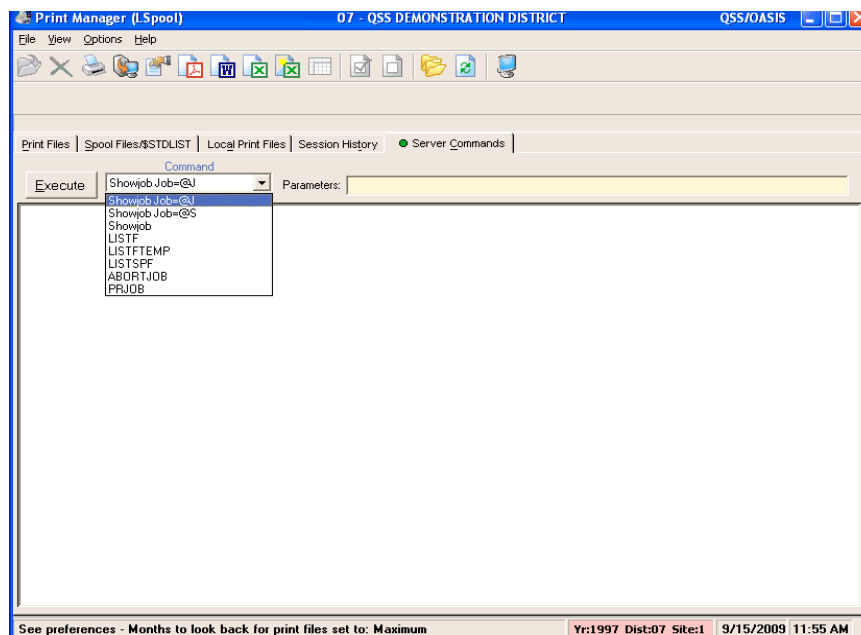 Print Manager (LSpool) 07 - QSS DEMONSTRATION DISTRICT QSS/OASIS
File View Options Help
Print Files Spool Files/$STDLIST Local Print Files Session History Server Commands
Command
Execute Showjob Job=@J Parameters:
Showjob Job=@J
Showjob Job=@S
Showjob
LISTF
LISTFTEMP
LISTSPF
ABORTJOB
PRJOB
See preferences - Months to look back for print files set to: Maximum Yr:1997 Dist:07 Site:1 9/15/2009 11:55 AM